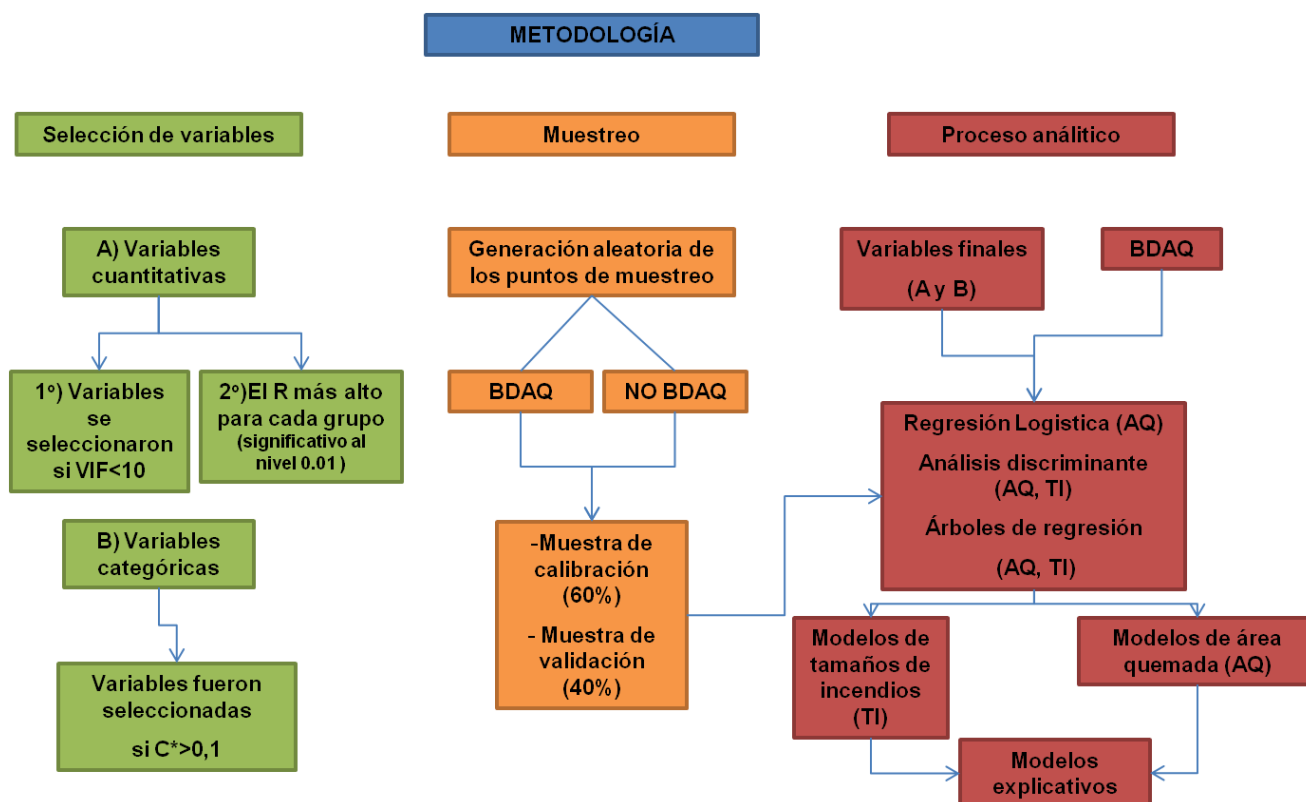 METODOLOGÍA
Selección de variables
Muestreo
Proceso análitico
A) Variables
cuantitativas
1º) Variables
se
seleccionaron
si VIF<10
2º)El R más alto
para cada grupo
(significativo al
nivel 0.01 )
B) Variables
categóricas
Variables fueron
seleccionadas
si C*>0,1
Generación aleatoria de
los puntos de muestreo
BDAQ
NO BDAQ
-Muestra de
calibración
(60%)
- Muestra de
validación
(40%)
Variables finales
(A y B)
BDAQ
Regresión Logistica (AQ)
Análisis discriminante
(AQ, TI)
Árboles de regresión
(AQ, TI)
Modelos de
tamaños de
incendios
(TI)
Modelos de área
quemada (AQ)
Modelos
explicativos